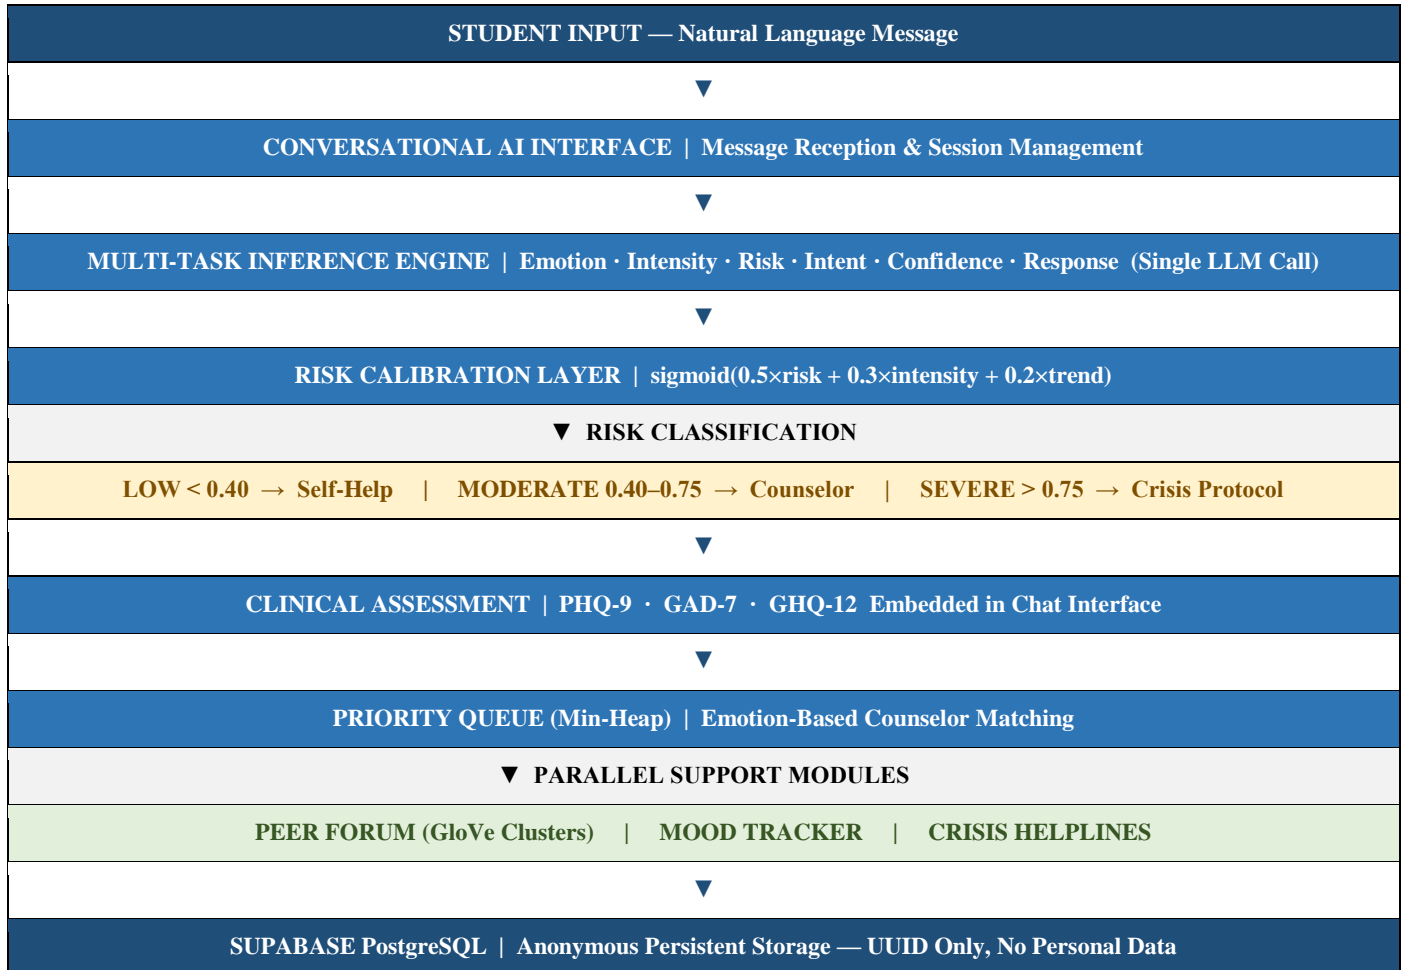 STUDENT INPUT — Natural Language Message
▼
CONVERSATIONAL AI INTERFACE | Message Reception & Session Management
▼
MULTI-TASK INFERENCE ENGINE | Emotion · Intensity · Risk · Intent · Confidence · Response (Single LLM Call)
▼
RISK CALIBRATION LAYER | sigmoid(0.5×risk + 0.3×intensity + 0.2×trend)
▼ RISK CLASSIFICATION
LOW < 0.40 → Self-Help | MODERATE 0.40–0.75 → Counselor | SEVERE > 0.75 → Crisis Protocol
▼
CLINICAL ASSESSMENT | PHQ-9 · GAD-7 · GHQ-12 Embedded in Chat Interface
▼
PRIORITY QUEUE (Min-Heap) | Emotion-Based Counselor Matching
▼ PARALLEL SUPPORT MODULES
PEER FORUM (GloVe Clusters) | MOOD TRACKER | CRISIS HELPLINES
▼
SUPABASE PostgreSQL | Anonymous Persistent Storage — UUID Only, No Personal Data